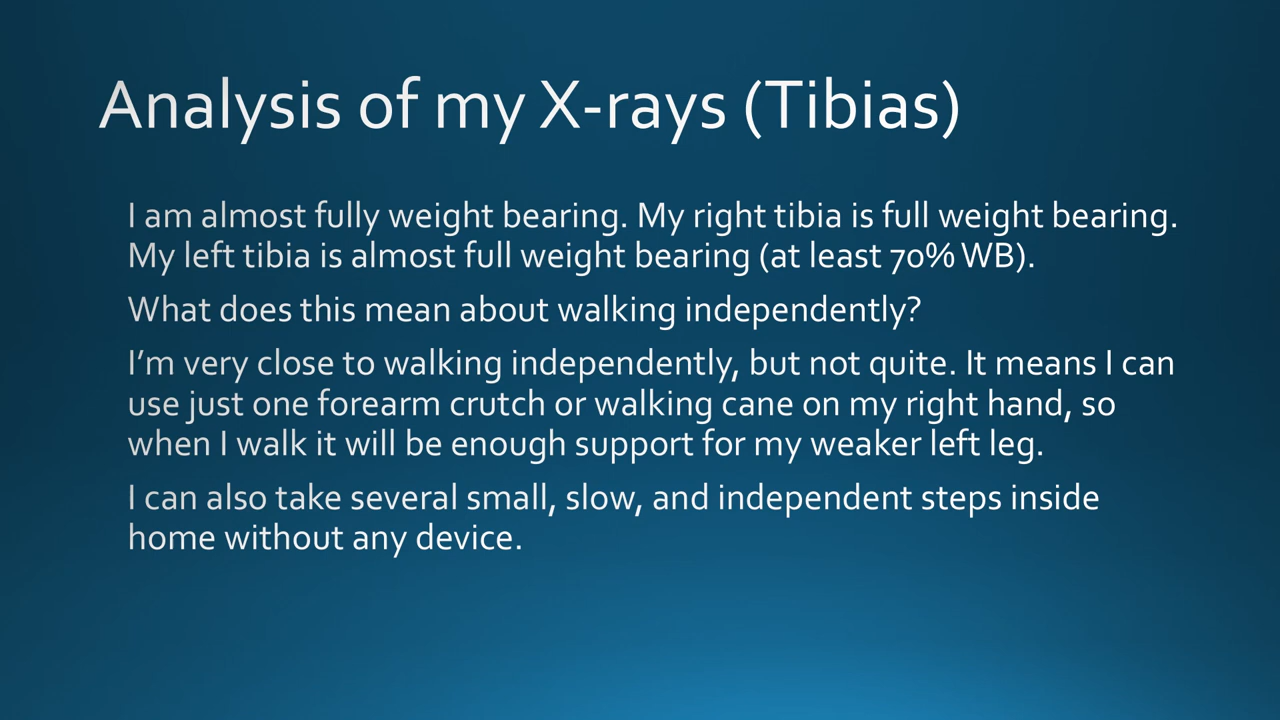 Analysis of my X-rays (Tibias)
I am almost fully weight bearing. My right tibia is full weight bearing.
My left tibia is almost full weight bearing (at least 70% WB).
What does this mean about walking independently?
I’m very close to walking independently, but not quite. It means I can
use just one forearm crutch or walking cane on my right hand, so
when I walk it will be enough support for my weaker left leg.
I can also take several small, slow, and independent steps inside
home without any device.